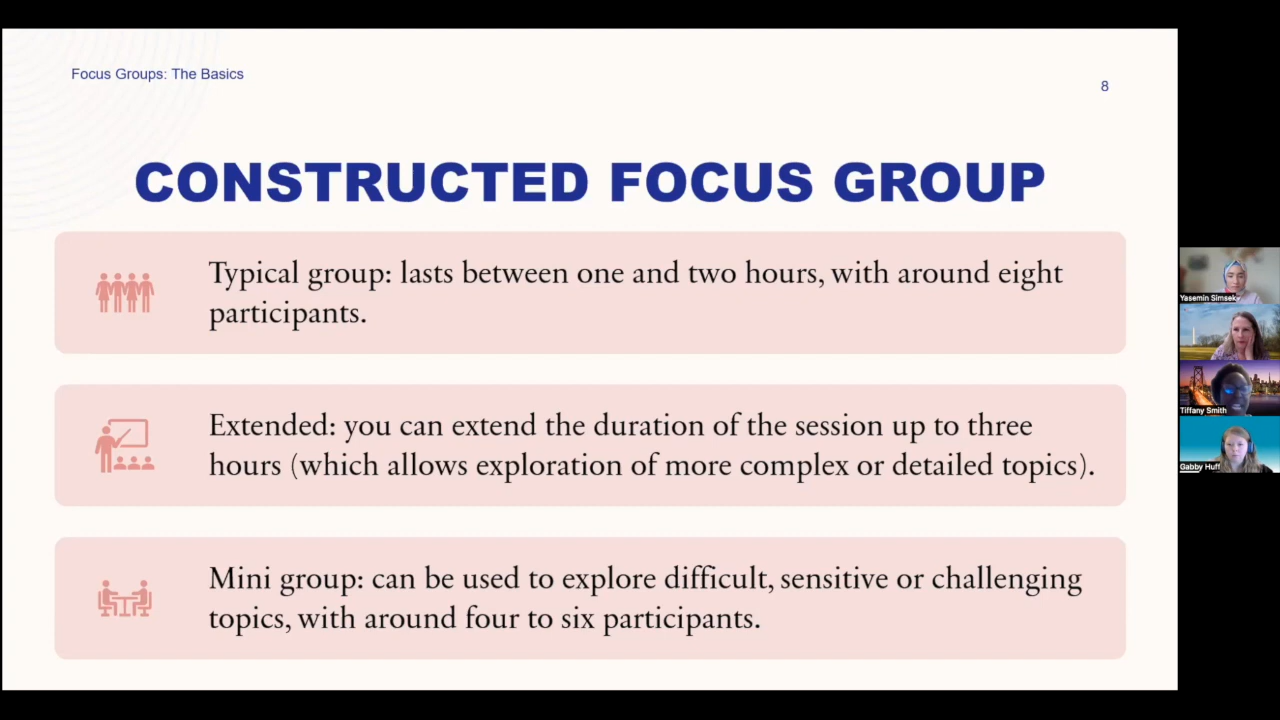 Focus Groups: The Basics
8
CONSTRUCTED FOCUS GROUP
Typical group: lasts between one and two hours, with around eight
participants.
Extended: you can extend the duration of the session up to three
hours (which allows exploration of more complex or detailed topics).
Mini group: can be used to explore difficult, sensitive or challenging
topics, with around four to six participants.
Yasemin Simsek
Tiffany Smith
Gabby Huff